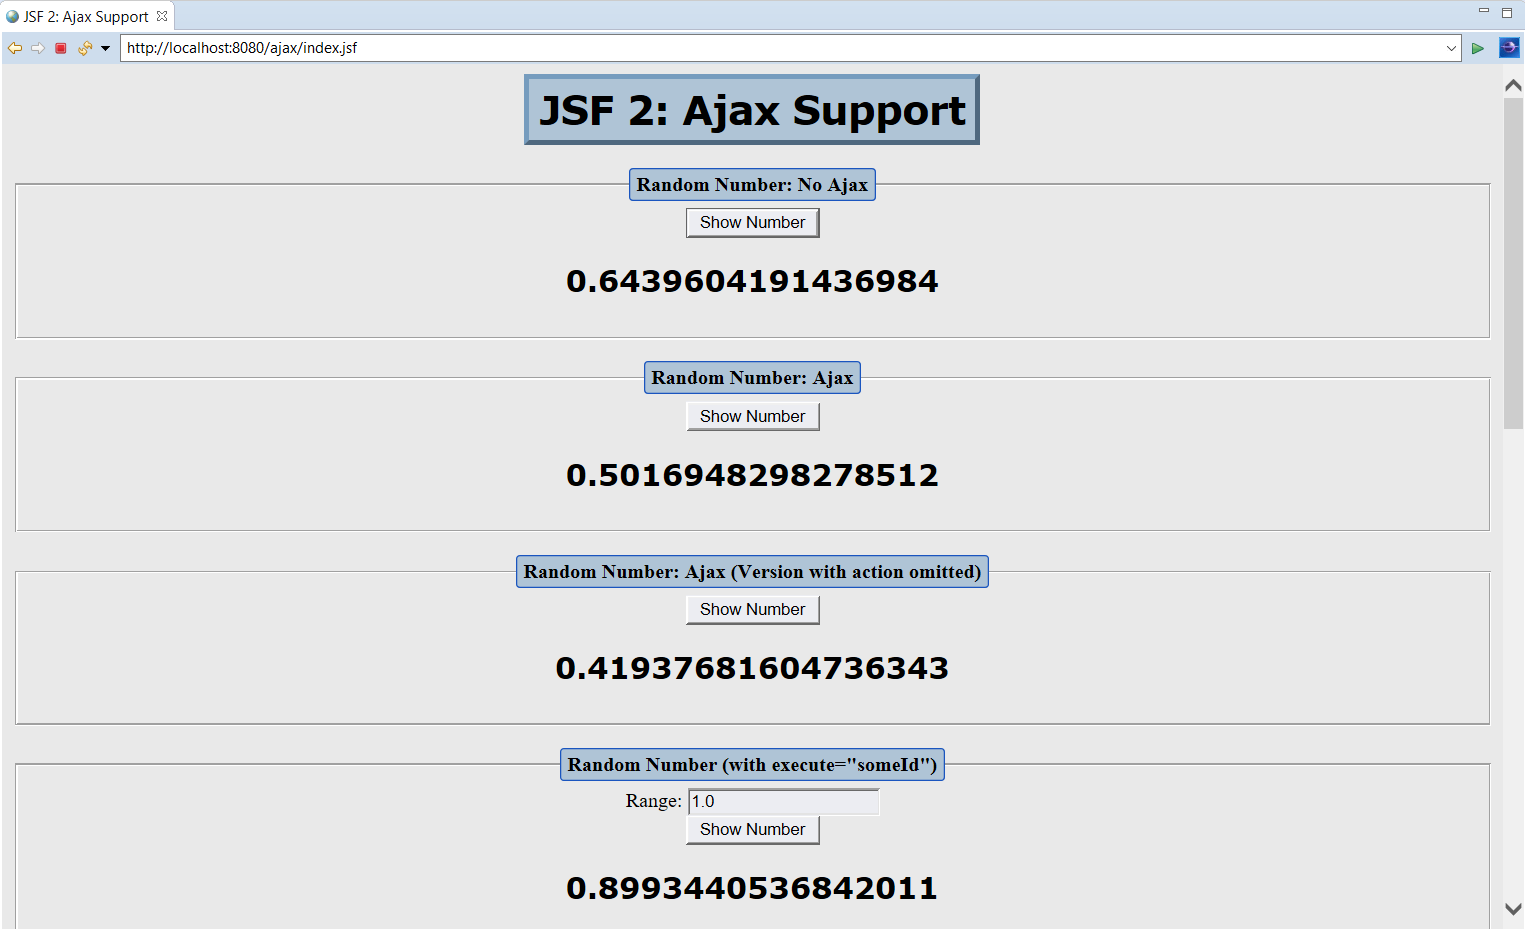 JSF 2: Ajax Support
http://localhost:8080/ajax/index.jsf
JSF 2: Ajax Support
Random Number: No Ajax
Show Number
0.6439604191436984
Random Number: Ajax
Show Number
0.5016948298278512
Random Number: Ajax (Version with action omitted)
Show Number
0.41937681604736343
Random Number (with execute="someId")
Range: 1.0
Show Number
0.8993440536842011